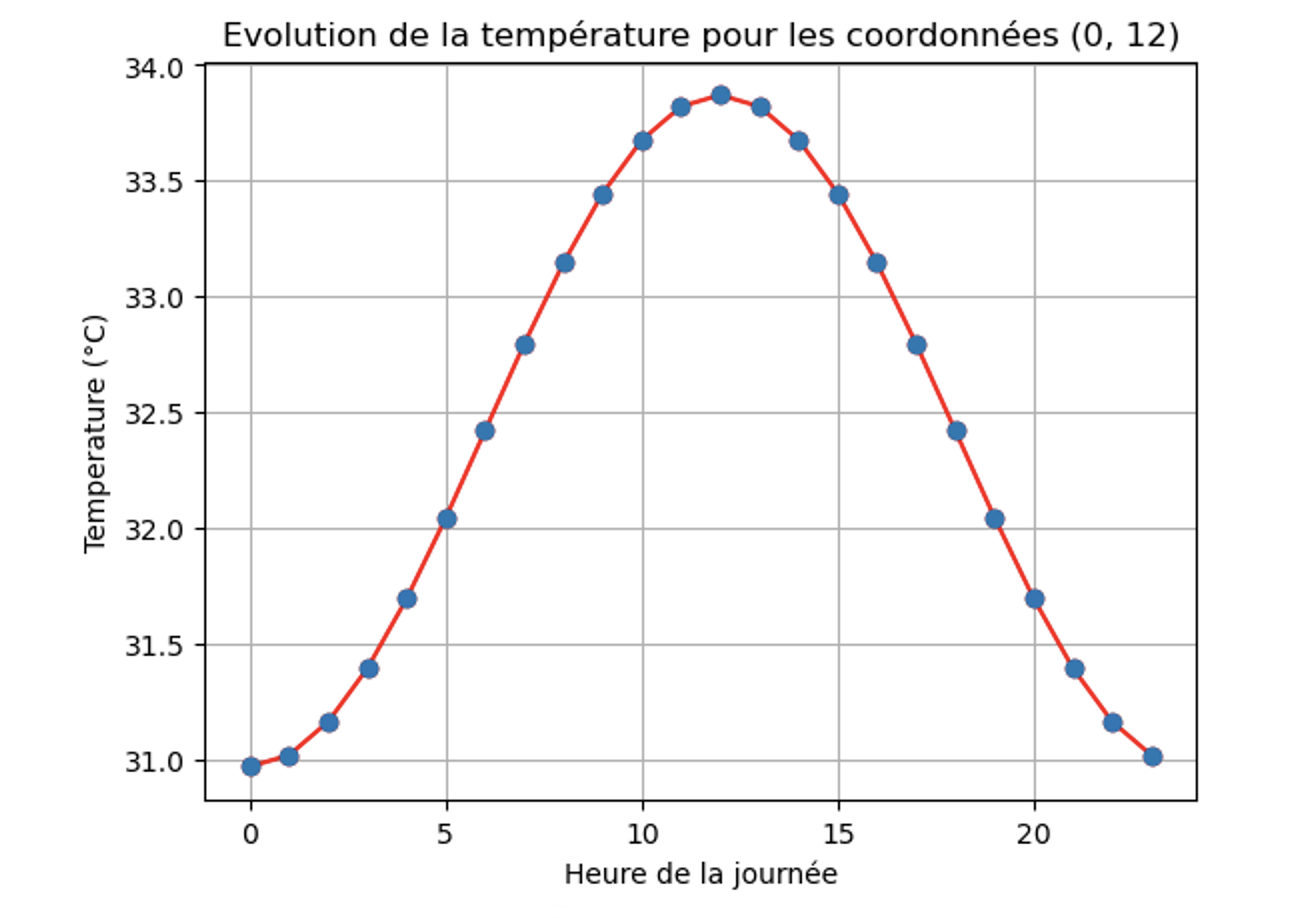 Evolution de la température pour les coordonnées (0, 12)
34.0
33.5
33.0
32.5
32.0
31.5
31.0
Temperature (°C)
0 5 10 15 20
Heure de la journée